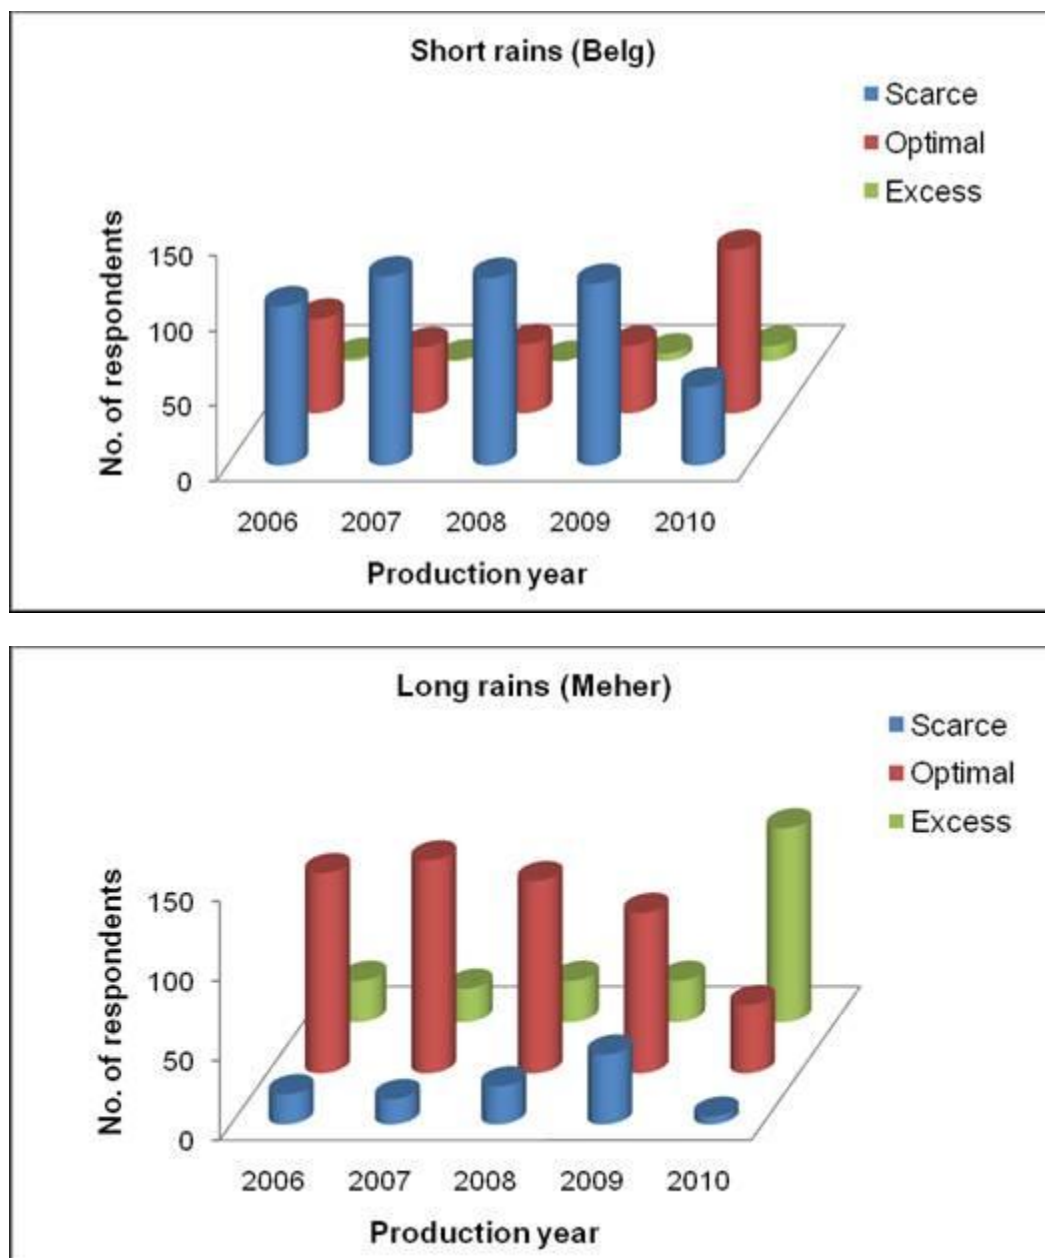 Short rains (Belg)
Scarce
Optimal
Excess
No. of respondents
150
100
50
0
2006 2007 2008 2009 2010
Production year
Long rains (Meher)
Scarce
Optimal
Excess
No. of respondents
150
100
50
0
2006 2007 2008 2009 2010
Production year